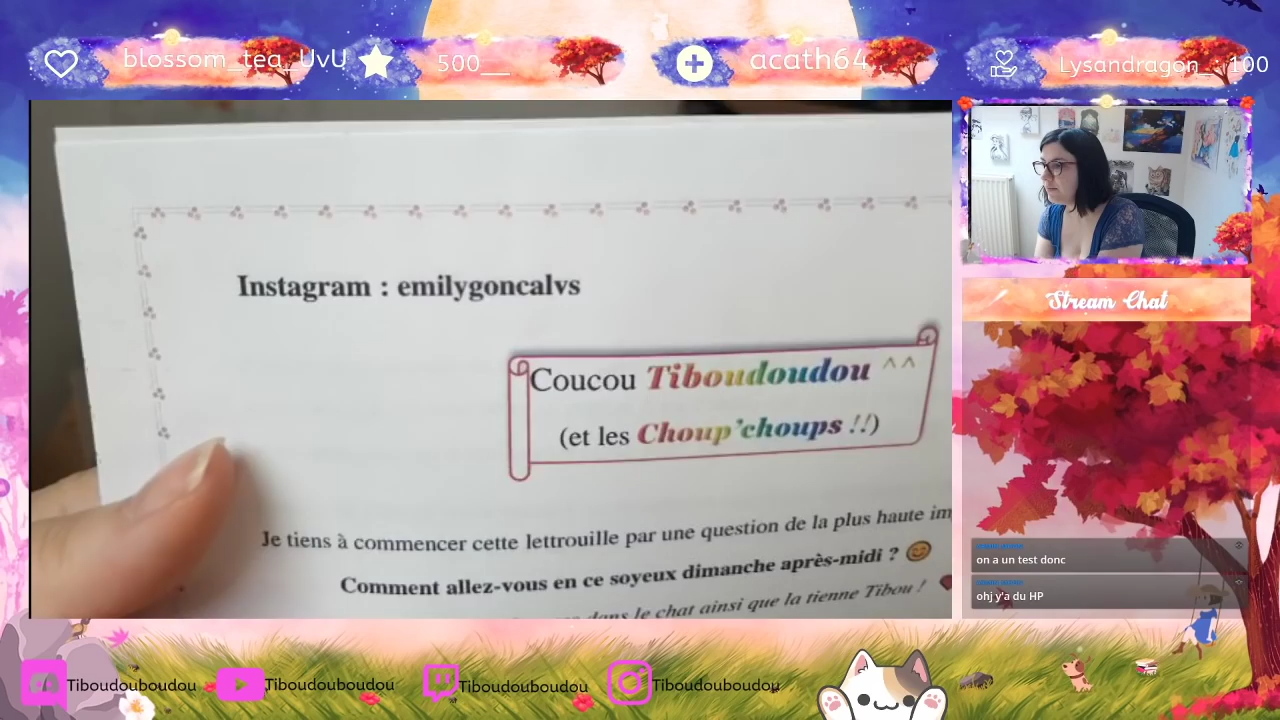 blossom_tea_UvU
500__
acath64
Lysandragon_ 100
Instagram : emilygoncalvs
Coucou Tiboudoudou ^^
(et les Choup'choups !!)
Je tiens à commencer cette lettrouille par une question de la plus haute im
Comment allez-vous en ce soyeux dimanche après-midi ? 😊
dans le chat ainsi que la tienne Tibou !
Stream Chat
on a un test donc
ohj y'a du HP
Tiboudouboudou
Tiboudouboudou
Tiboudouboudou
Tiboudouboudou